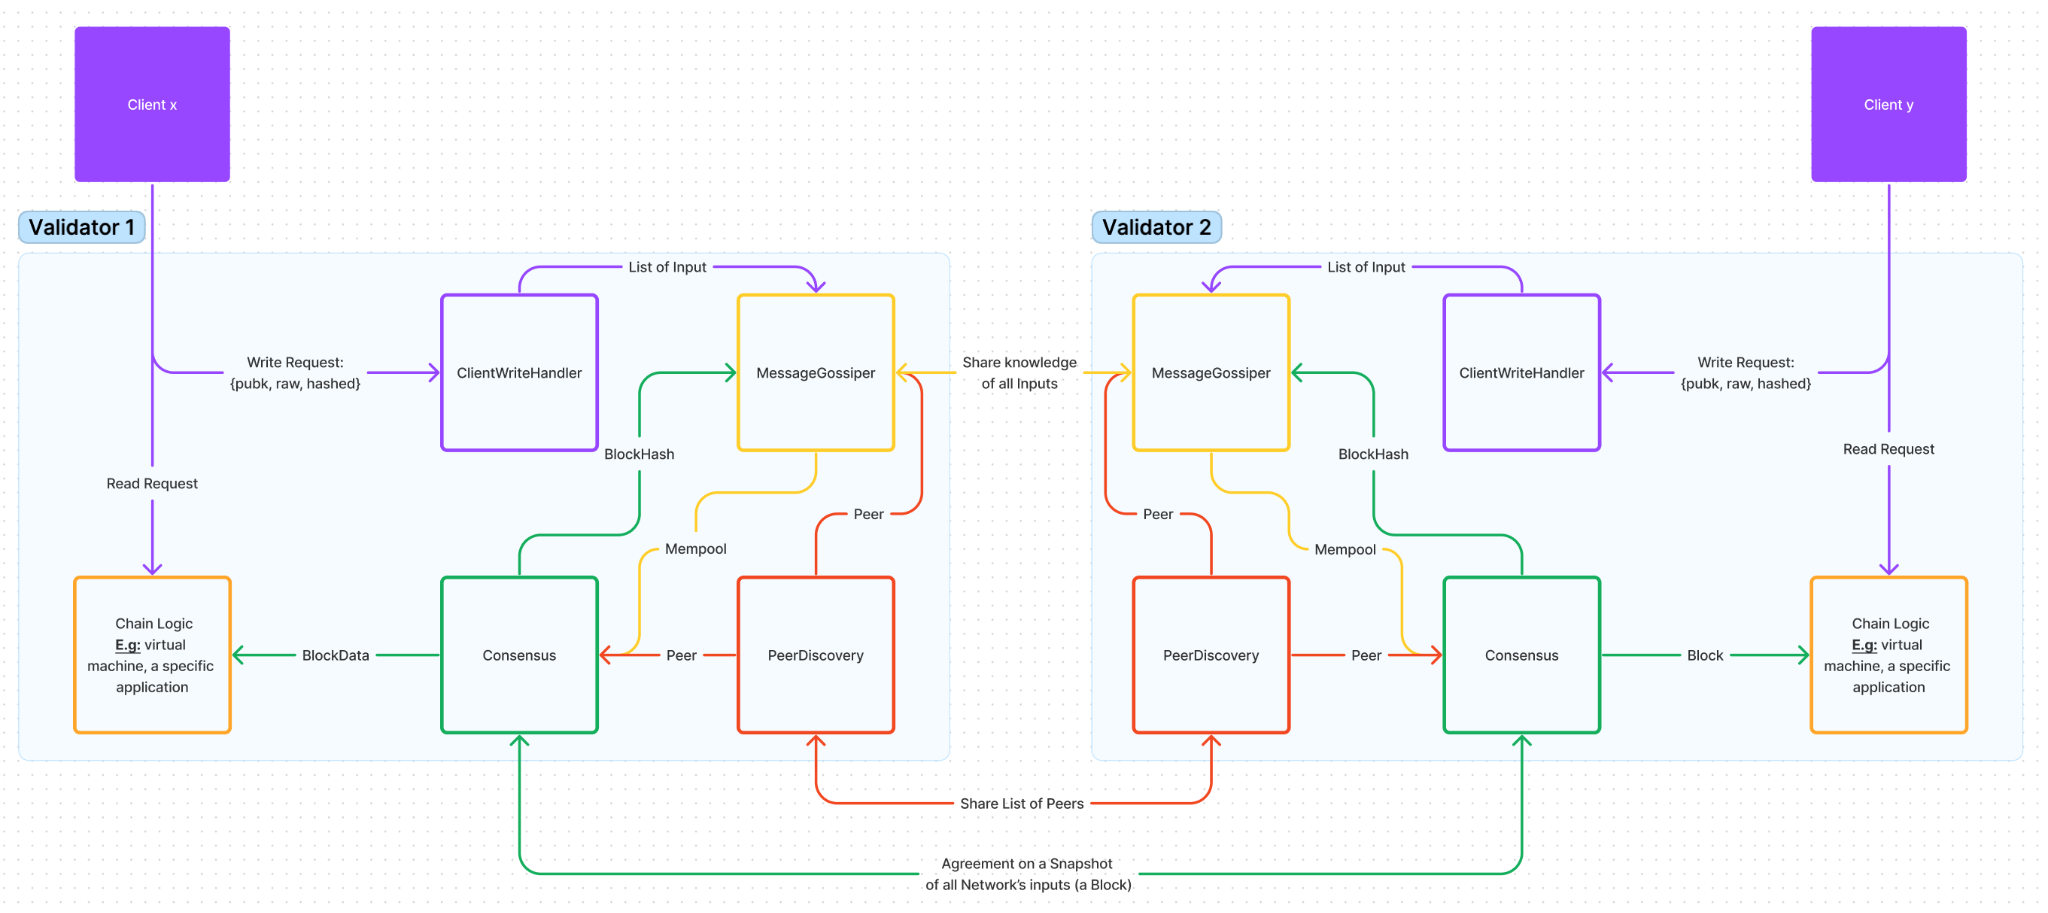 Client x
Client y
Validator 1
Validator 2
List of Input
List of Input
Write Request:
{pubk, raw, hashed}
ClientWriteHandler
MessageGossiper
Share knowledge
of all Inputs
MessageGossiper
ClientWriteHandler
Write Request:
{pubk, raw, hashed}
BlockHash
BlockHash
Read Request
Read Request
Peer
Peer
Mempool
Mempool
Chain Logic
E.g: virtual
machine, a specific
application
BlockData
Consensus
Peer
PeerDiscovery
PeerDiscovery
Peer
Consensus
Block
Chain Logic
E.g: virtual
machine, a specific
application
Share List of Peers
Agreement on a Snapshot
of all Network's inputs (a Block)